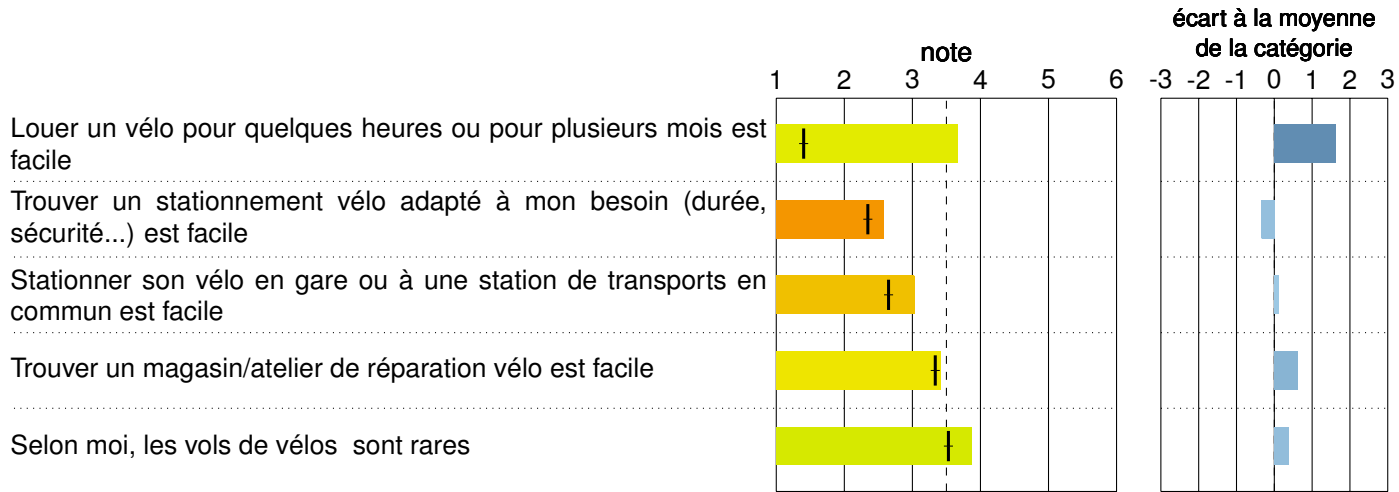 écart à la moyenne
note de la catégorie
1 2 3 4 5 6 -3 -2 -1 0 1 2 3
Louer un vélo pour quelques heures ou pour plusieurs mois est
facile
Trouver un stationnement vélo adapté à mon besoin (durée,
sécurité...) est facile
Stationner son vélo en gare ou à une station de transports en
commun est facile
Trouver un magasin/atelier de réparation vélo est facile
Selon moi, les vols de vélos sont rares